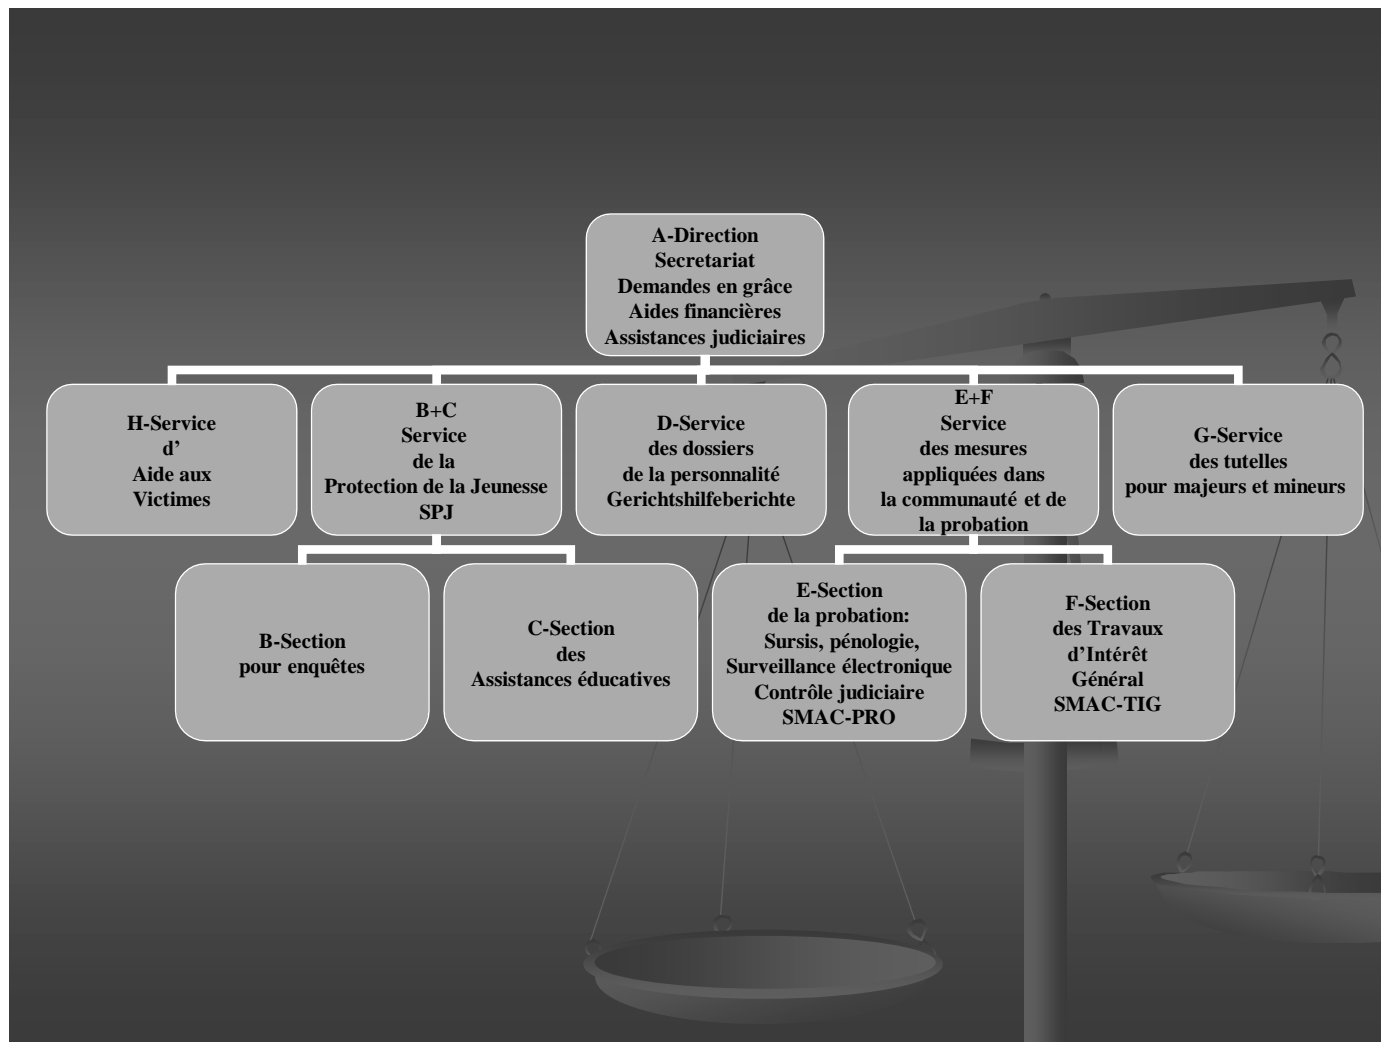 A-Direction
Secretariat
Demandes en grâce
Aides financières
Assistances judiciaires
H-Service
d’
Aide aux
Victimes
B+C
Service
de la
Protection de la Jeunesse
SPJ
D-Service
des dossiers
de la personnalité
Gerichtshilfeberichte
E+F
Service
des mesures
appliquées dans
la communauté et de
la probation
G-Service
des tutelles
pour majeurs et mineurs
B-Section
pour enquêtes
C-Section
des
Assistances éducatives
E-Section
de la probation:
Sursis, pénologie,
Surveillance électronique
Contrôle judiciaire
SMAC-PRO
F-Section
des Travaux
d’Intérêt
Général
SMAC-TIG